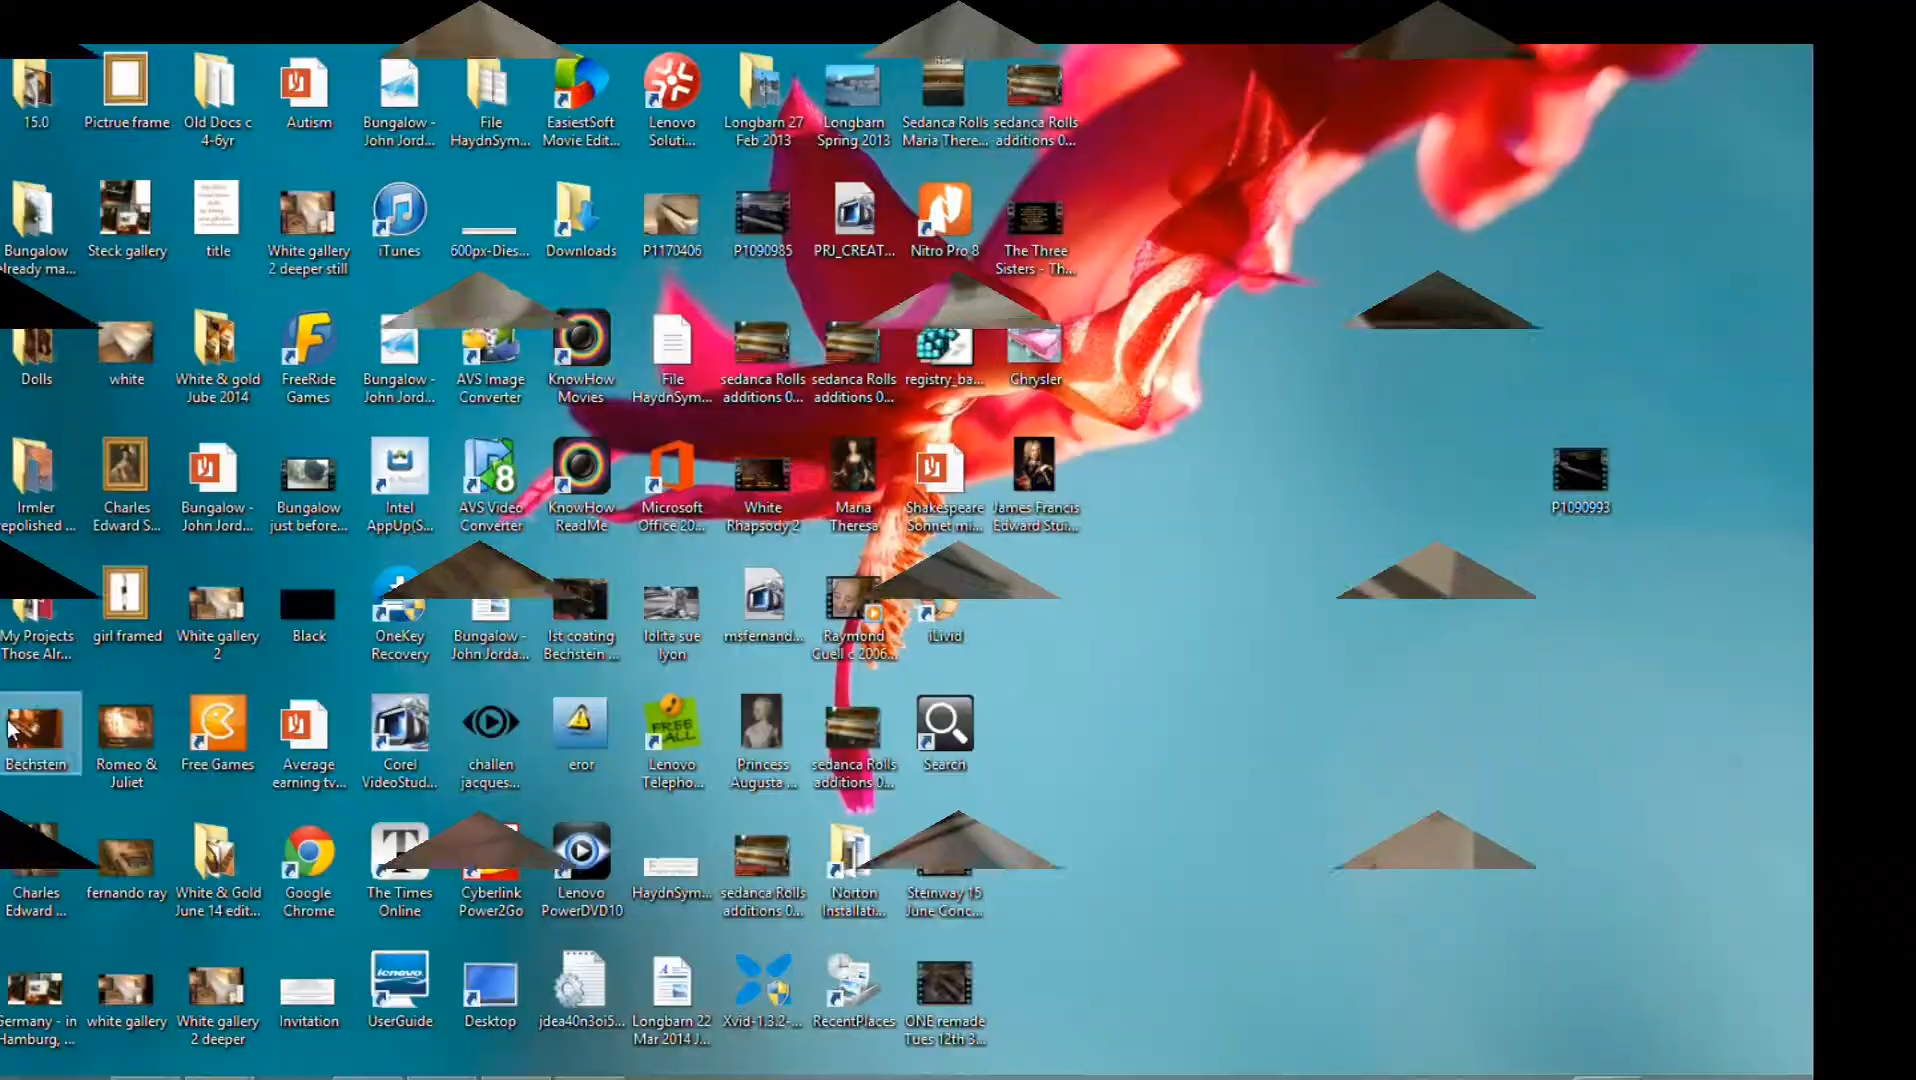 15.0
Pictrue frame
Old Docs c
4-6yr
Autism
Bungalow -
John Jord...
File
HaydnSym...
EasiestSoft
Movie Edit...
Lenovo
Soluti...
Longbarn 27
Feb 2013
Longbarn
Spring 2013
Sedanca Rolls
Maria There...
sedanca Rolls
additions 0...
Bungalow
lready ma...
Steck gallery
title
White gallery
2 deeper still
iTunes
600px-Dies...
Downloads
P1170406
P1090985
PRJ_CREAT...
Nitro Pro 8
The Three
Sisters - Th...
Dolls
white
White & gold
Jube 2014
FreeRide
Games
Bungalow -
John Jord...
AVS Image
Converter
KnowHow
Movies
File
HaydnSym...
sedanca Rolls
additions 0...
sedanca Rolls
additions 0...
registry_ba...
Chrysler
Irmler
repolished ...
Charles
Edward S...
Bungalow -
John Jord...
Bungalow
just before...
Intel
AppUp(S...
8
AVS Video
Converter
KnowHow
ReadMe
Microsoft
Office 20...
White
Rhapsody 2
Maria
Theresa
Shakespeare
Sonnet mi...
James Francis
Edward Stui...
P1090993
My Projects
Those Alr...
girl framed
White gallery
2
Black
OneKey
Recovery
Bungalow -
John Jorda...
Ist coating
Bechstein ...
lolita sue
lyon
msfernand...
Raymond
Guell c 2006...
iLivid
Bechstein
Romeo &
Juliet
Free Games
Average
earning tv...
Corel
VideoStud...
challen
jacques...
eror
FREE
CALL
Lenovo
Telepho...
Princess
Augusta ...
sedanca Rolls
additions 0...
Search
Charles
Edward ...
fernando ray
White & Gold
June 14 edit...
Google
Chrome
The Times
Online
Cyberlink
Power2Go
Lenovo
PowerDVD10
HaydnSym...
sedanca Rolls
additions 0...
Norton
Installati...
Steinway 15
June Conc...
Germany - in
Hamburg, ...
white gallery
White gallery
2 deeper
Invitation
lenovo
UserGuide
Desktop
jdea40n3oi5...
Longbarn 22
Mar 2014 J...
Xvid-1.3.2-...
RecentPlaces
ONE remade
Tues 12th 3...